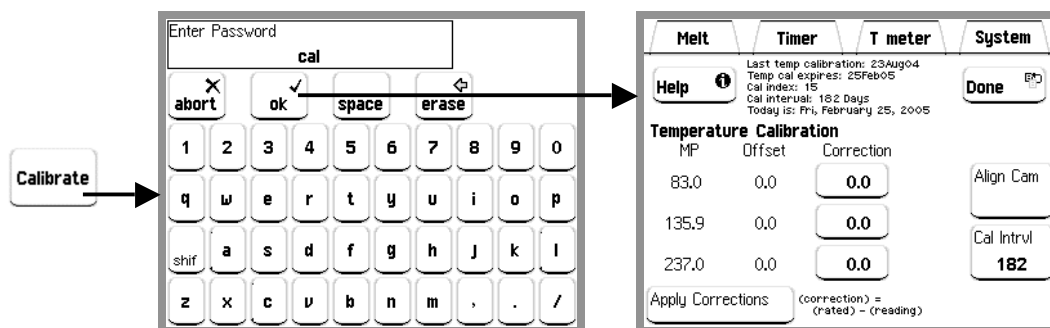 Calibrate
Enter Password
cal
abort
ok
space
erase
1 2 3 4 5 6 7 8 9 0
q w e r t y u i o p
shif a s d f g h j k l
z x c v b n m , . /
Melt Timer T meter System
Help
Last temp calibration: 23Aug04
Temp cal expires: 25Feb05
Cal index: 15
Cal interval: 182 Days
Today is: Fri, February 25, 2005
Done
Temperature Calibration
MP Offset Correction
83.0 0.0 0.0
135.9 0.0 0.0
237.0 0.0 0.0
Align Cam
Cal Intrvl
182
Apply Corrections
(correction) =
(rated) - (reading)